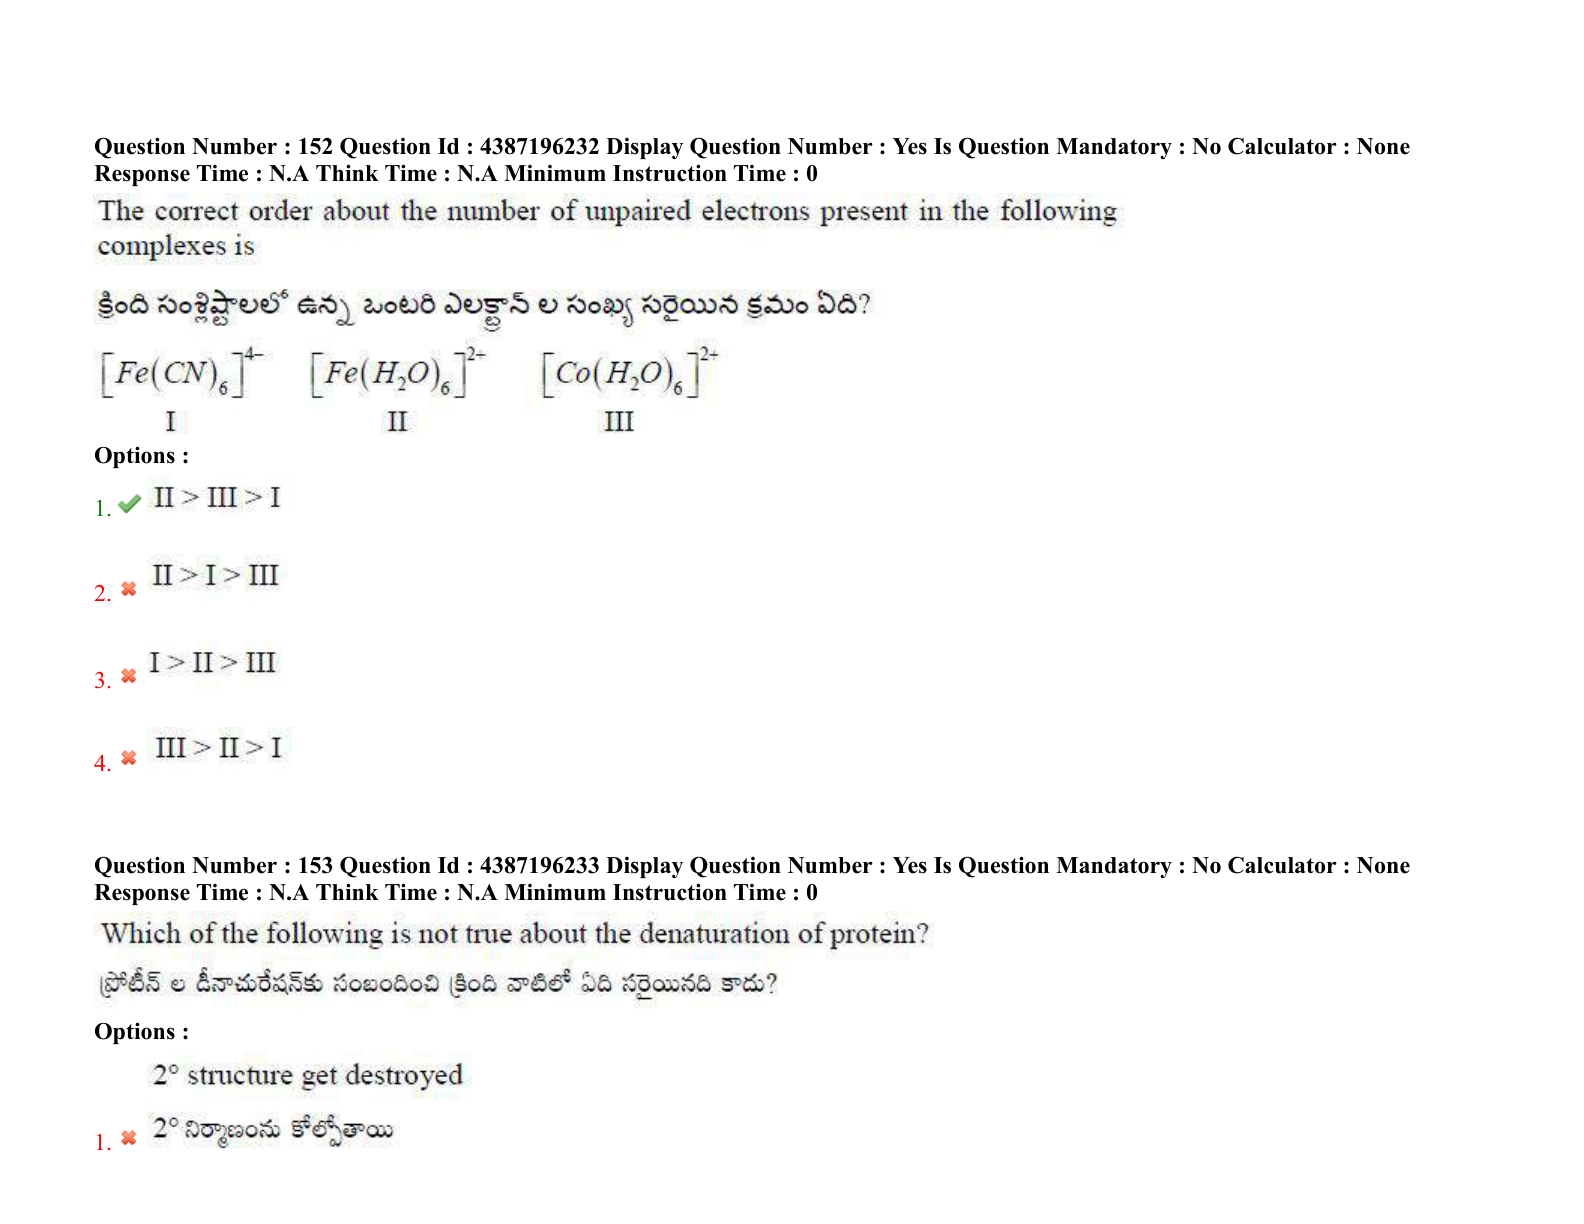 Question Number : 152 Question Id : 4387196232 Display Question Number : Yes Is Question Mandatory : No Calculator : None
Response Time : N.A Think Time : N.A Minimum Instruction Time : 0
The correct order about the number of unpaired electrons present in the following
complexes is
క్రింది సంశ్లిష్టాలలో ఉన్న ఒంటరి ఎలక్ట్రాన్ ల సంఖ్య సరైయిన క్రమం ఏది?
[Fe(CN)₆]⁴⁻ [Fe(H₂O)₆]²⁺ [Co(H₂O)₆]²⁺
I II III
Options :
1. II > III > I
2. II > I > III
3. I > II > III
4. III > II > I
Question Number : 153 Question Id : 4387196233 Display Question Number : Yes Is Question Mandatory : No Calculator : None
Response Time : N.A Think Time : N.A Minimum Instruction Time : 0
Which of the following is not true about the denaturation of protein?
ప్రోటీన్ ల డీనాచురేషన్‌కు సంబందించి క్రింది వాటిలో ఏది సరైయినది కాదు?
Options :
2° structure get destroyed
1. 2° నిర్మాణంను కోల్పోతాయి